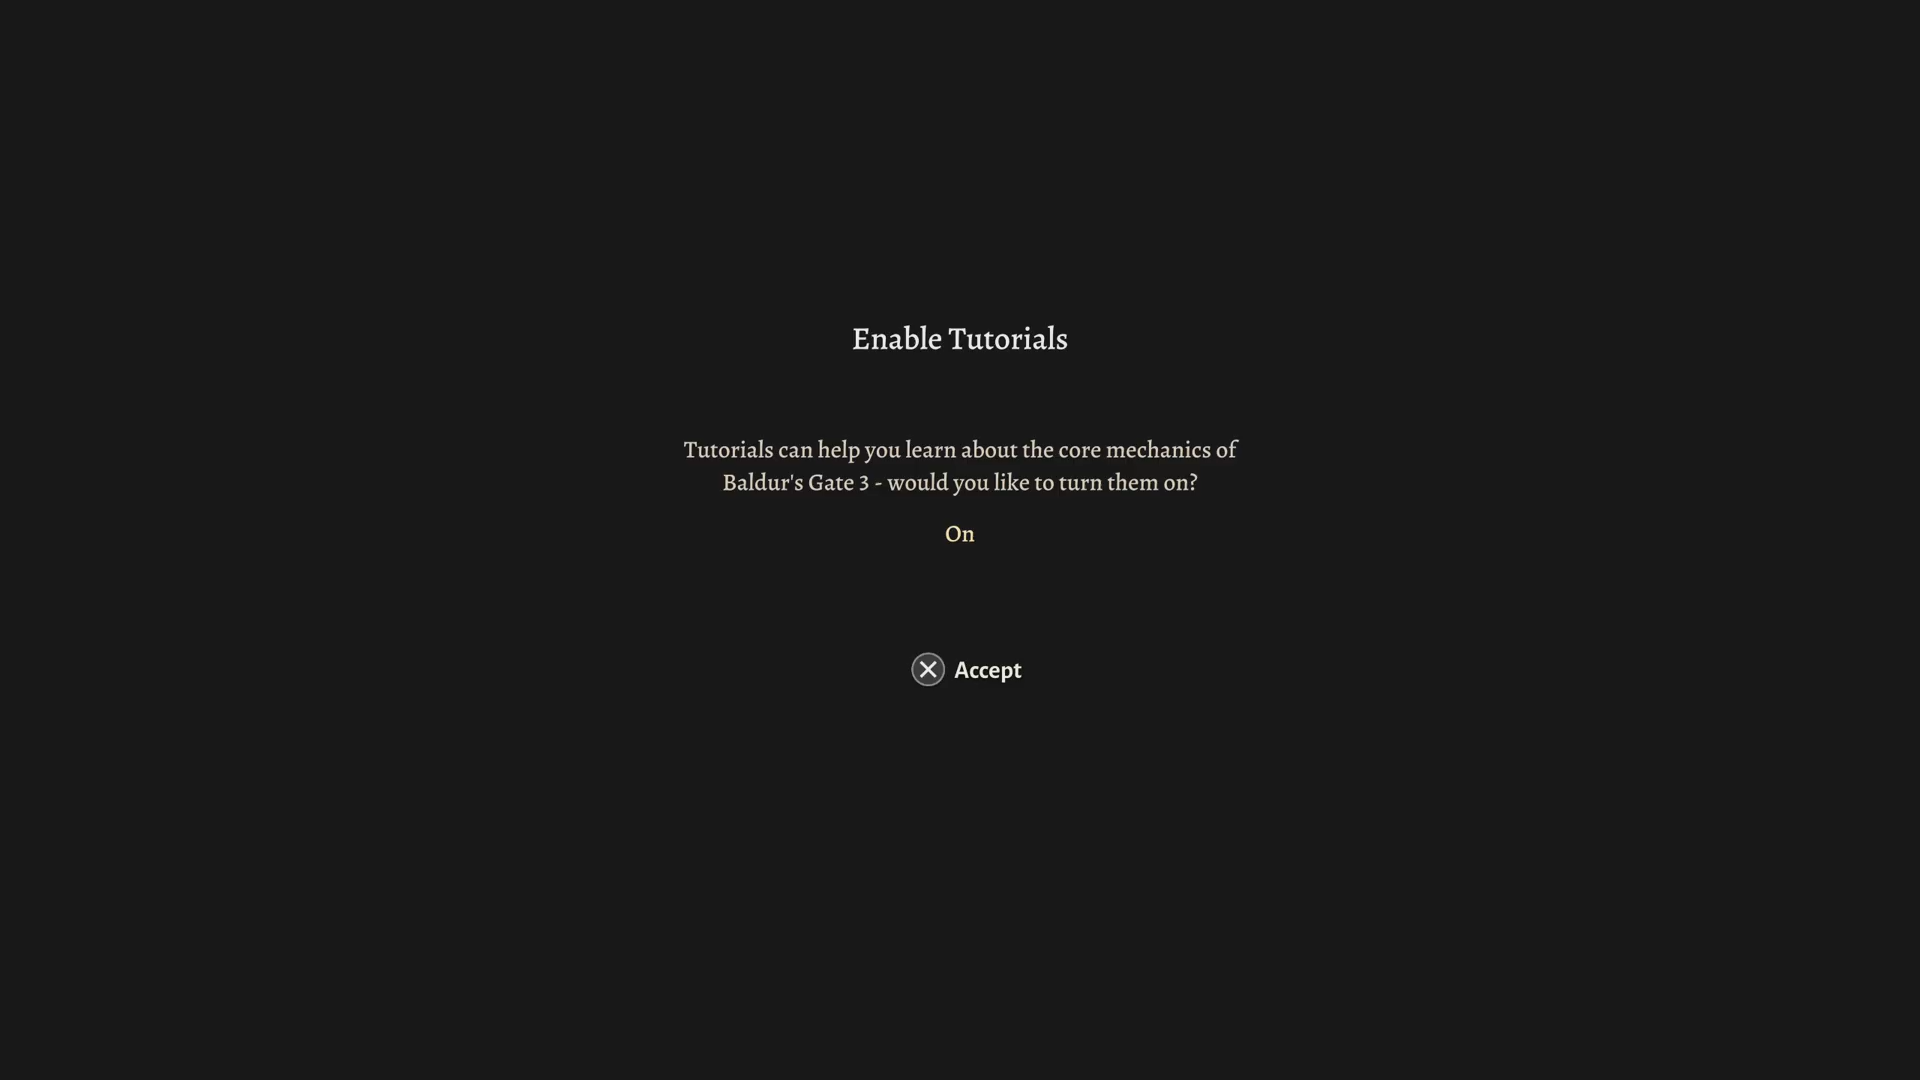 Enable Tutorials
Tutorials can help you learn about the core mechanics of
Baldur's Gate 3 - would you like to turn them on?
On
Accept